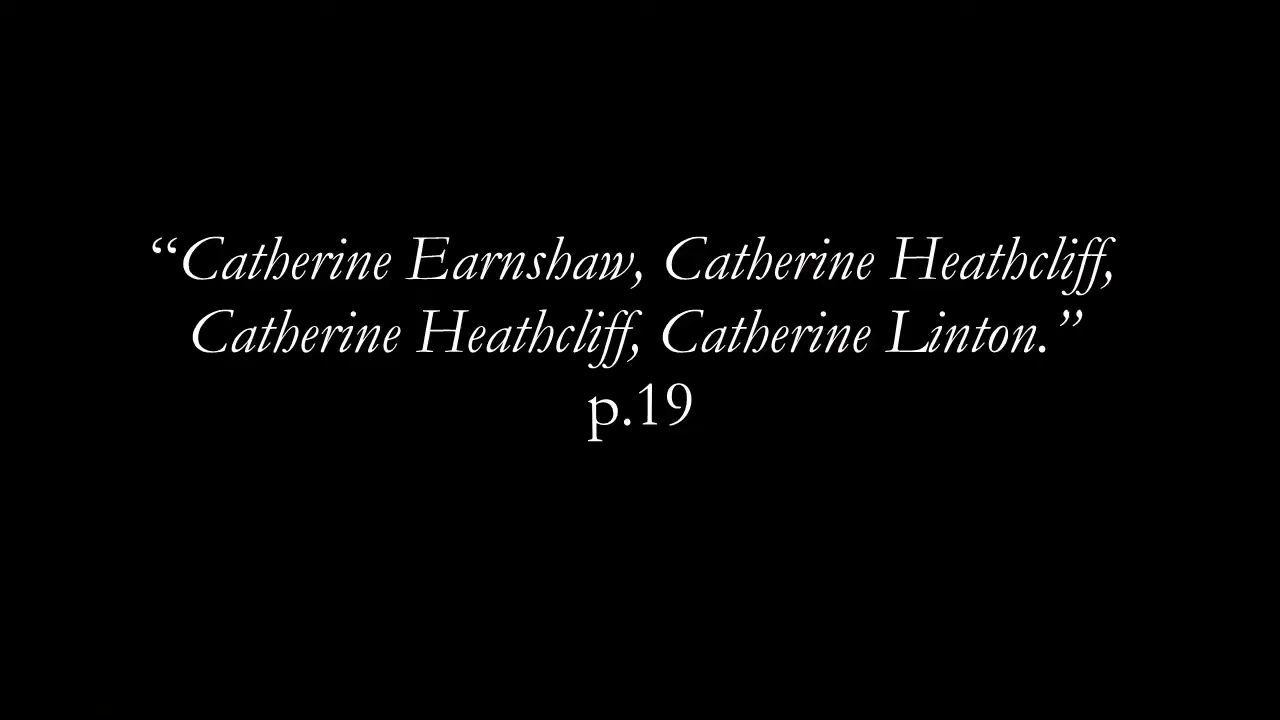 “Catherine Earnshaw, Catherine Heathcliff,
Catherine Heathcliff, Catherine Linton.”
p.19